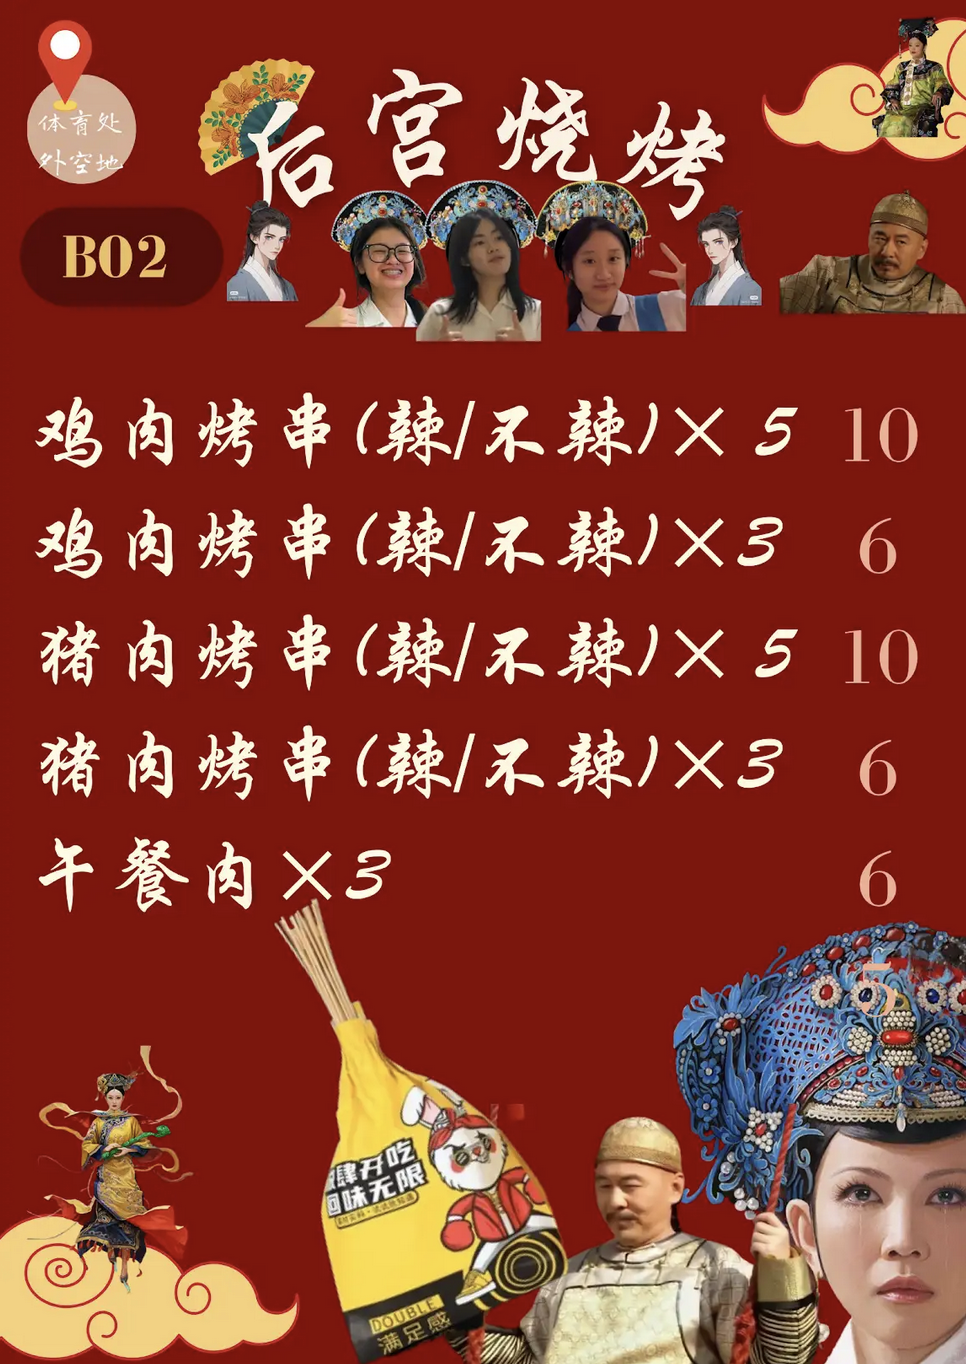 体育处
外空地
后宫烧烤
B02
鸡肉烤串(辣/不辣)× 5 10
鸡肉烤串(辣/不辣)×3 6
猪肉烤串(辣/不辣)× 5 10
猪肉烤串(辣/不辣)×3 6
午餐肉×3 6
5
肆开吃
回味无限
DOUBLE
满足感